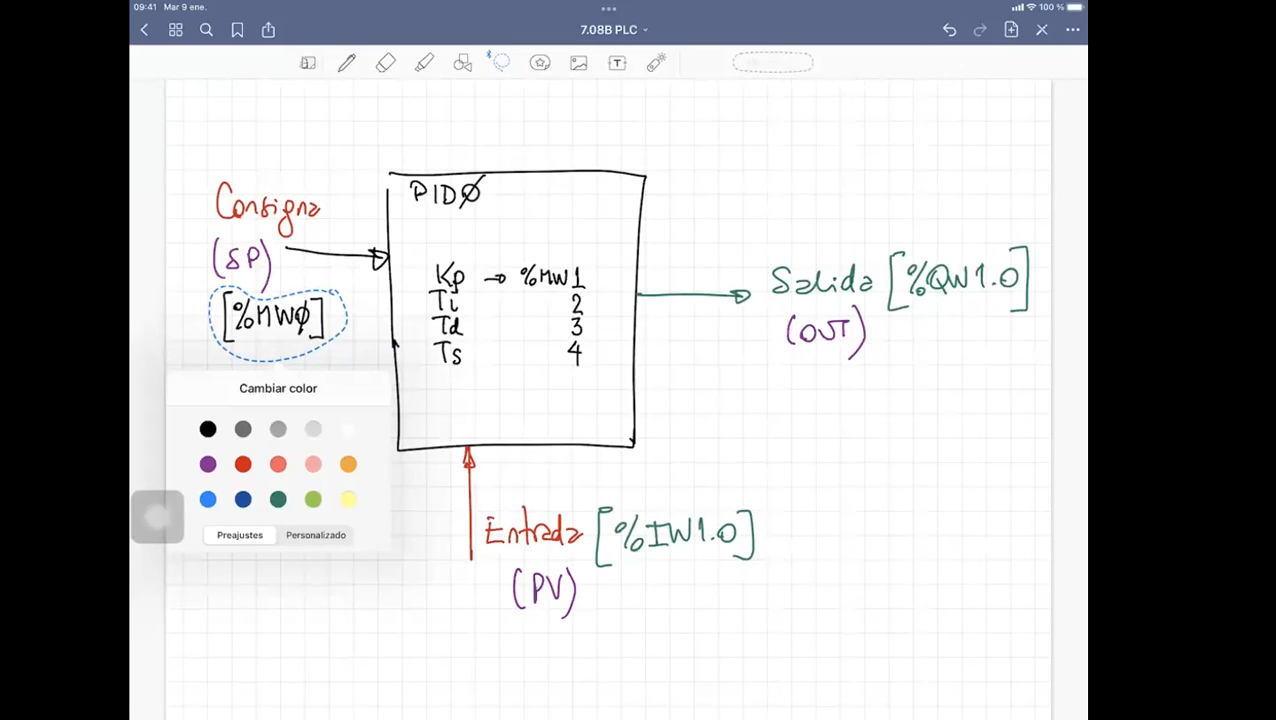 09:41 Mar 9 ene.
100 %
7.08B PLC
PIDØ
Consigna
(SP)
[%MWØ]
Kp → %MW1
Ti 2
Td 3
Ts 4
Salida [%QW1.0]
(OUT)
Cambiar color
Preajustes Personalizado
Entrada [%IW1.0]
(PV)